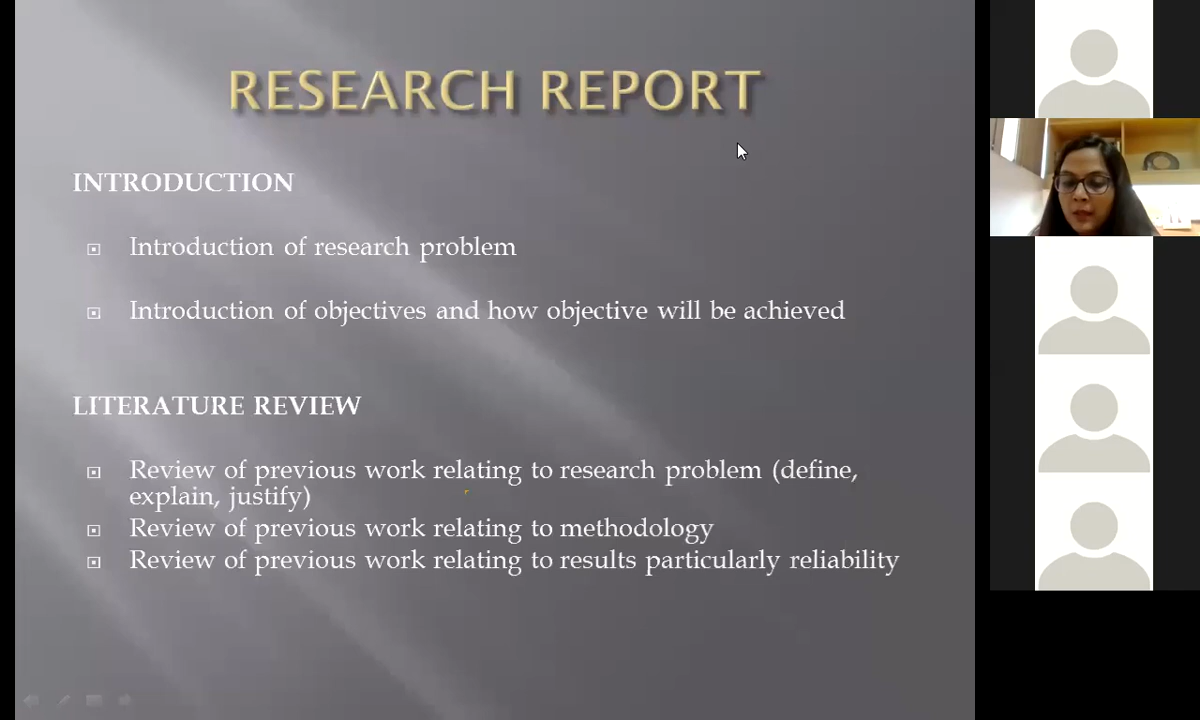 RESEARCH REPORT
INTRODUCTION
Introduction of research problem
Introduction of objectives and how objective will be achieved
LITERATURE REVIEW
Review of previous work relating to research problem (define,
explain, justify)
Review of previous work relating to methodology
Review of previous work relating to results particularly reliability